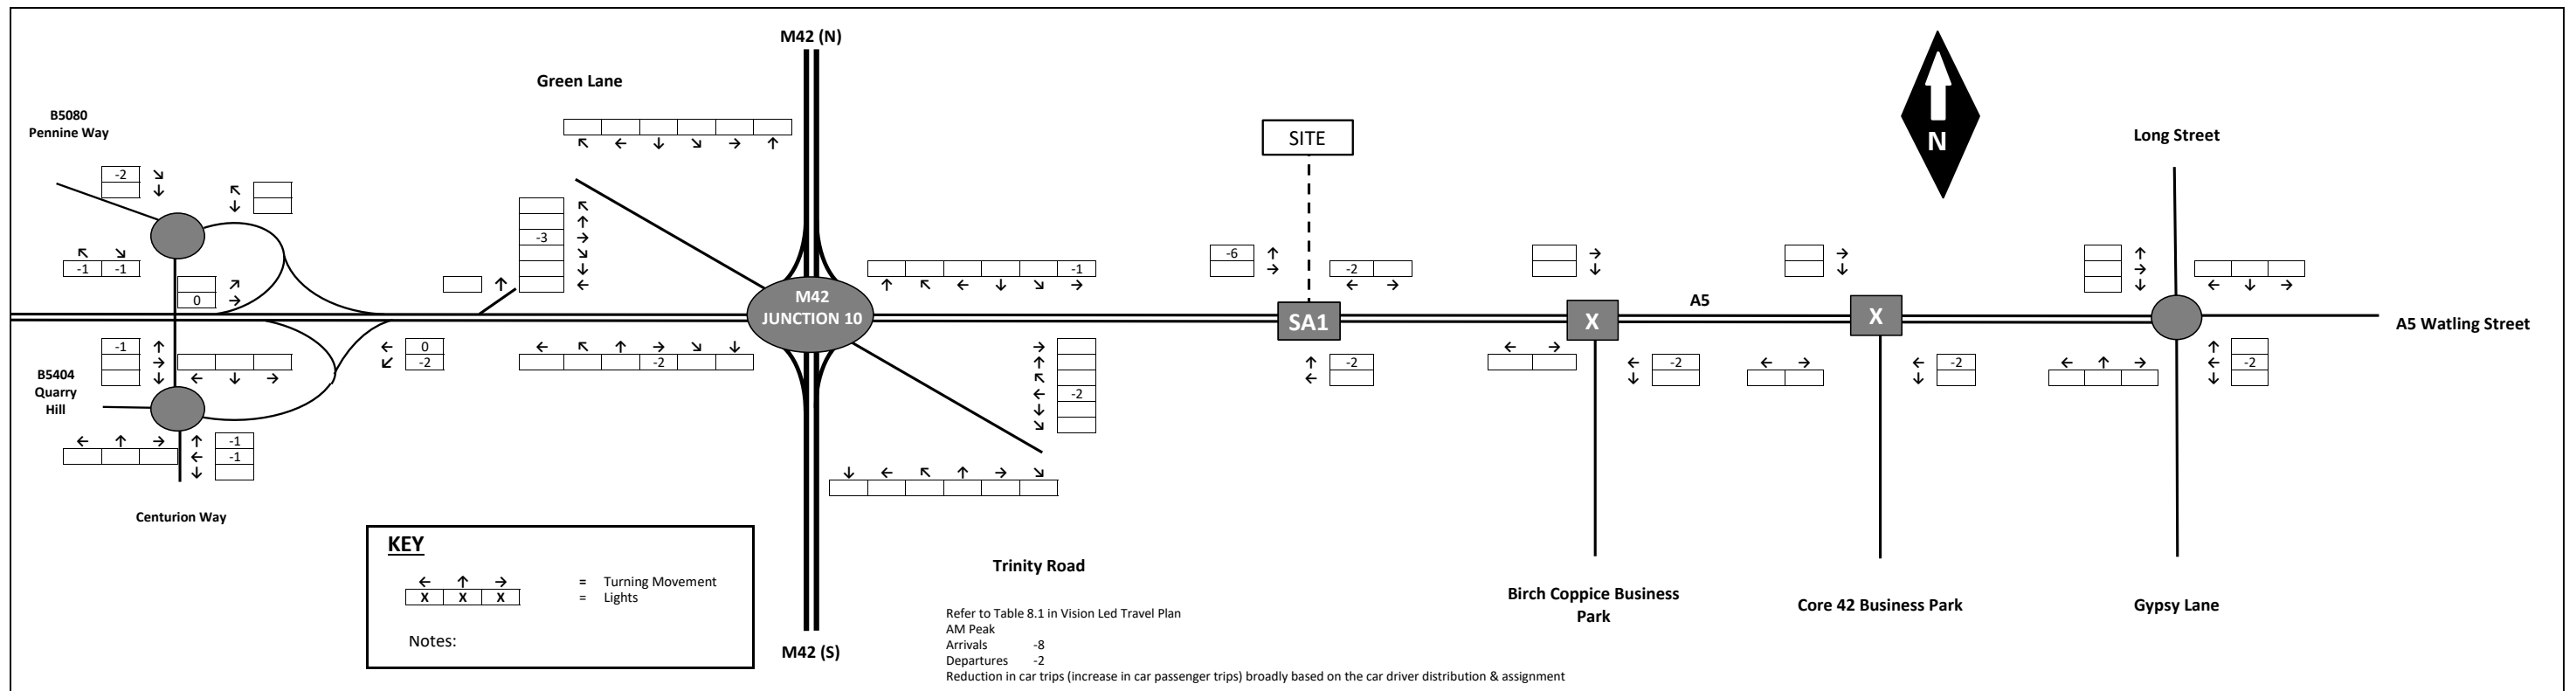 M42 (N)
Green Lane
B5080
Pennine Way
SITE
N
Long Street
-2
-3
-1 -1
0
-1
-6
-2
M42
JUNCTION 10
SA1
X
A5
X
A5 Watling Street
-1
0
-2
-2
-2
-2
-2
-2
-2
B5404
Quarry
Hill
-1
-1
Centurion Way
KEY
= Turning Movement
X X X = Lights
Notes:
M42 (S)
Trinity Road
Birch Coppice Business
Park
Core 42 Business Park
Gypsy Lane
Refer to Table 8.1 in Vision Led Travel Plan
AM Peak
Arrivals -8
Departures -2
Reduction in car trips (increase in car passenger trips) broadly based on the car driver distribution & assignment